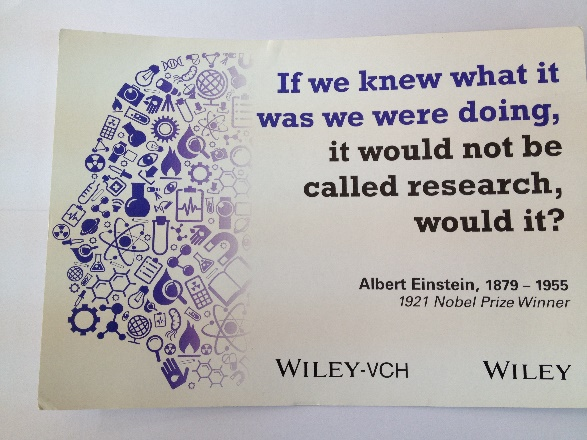 If we knew what it
was we were doing,
it would not be
called research,
would it?
Albert Einstein, 1879 – 1955
1921 Nobel Prize Winner
WILEY-VCH WILEY